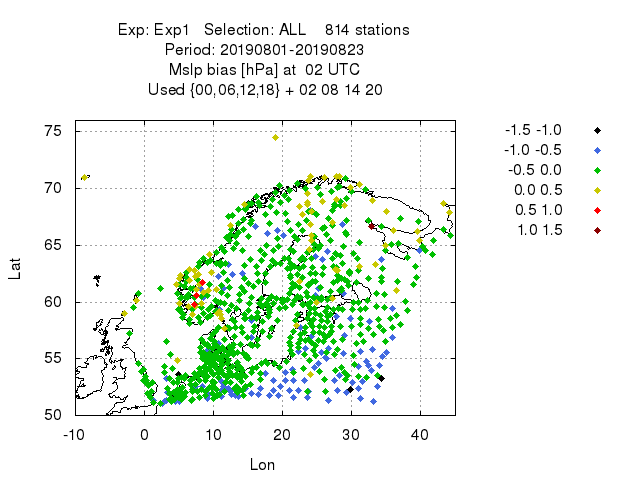 Exp: Exp1 Selection: ALL 814 stations
Period: 20190801-20190823
Mslp bias [hPa] at 02 UTC
Used {00,06,12,18} + 02 08 14 20
75
70
65
60
55
50
Lat
-10 0 10 20 30 40
Lon
-1.5 -1.0
-1.0 -0.5
-0.5 0.0
0.0 0.5
0.5 1.0
1.0 1.5